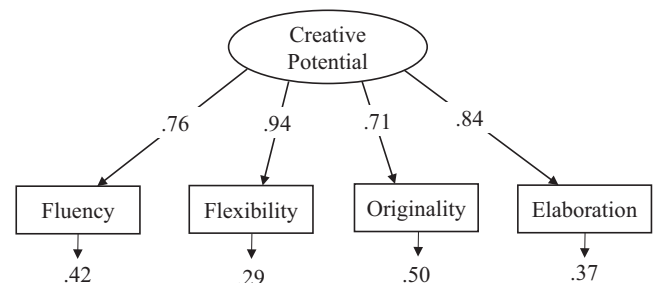 Creative
Potential
.76
.94
.71
.84
Fluency
Flexibility
Originality
Elaboration
.42
29
.50
.37